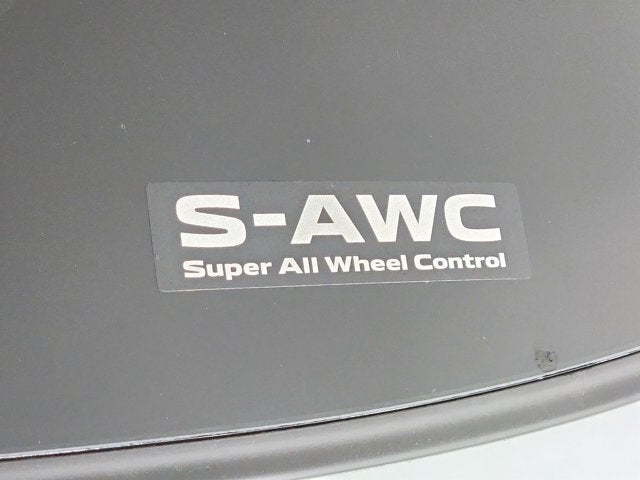 S-AWC
Super All Wheel Control